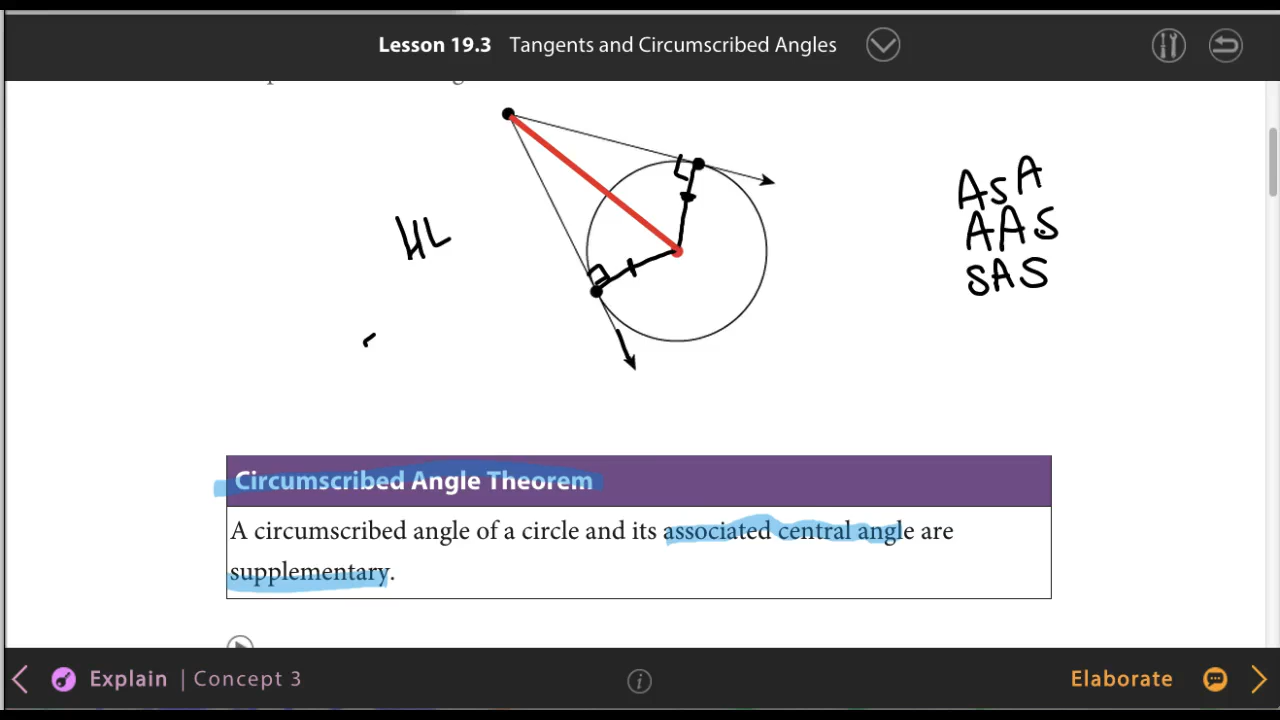 Lesson 19.3 Tangents and Circumscribed Angles
HL
ASA
AAS
SAS
Circumscribed Angle Theorem
A circumscribed angle of a circle and its associated central angle are
supplementary.
Explain | Concept 3
i
Elaborate